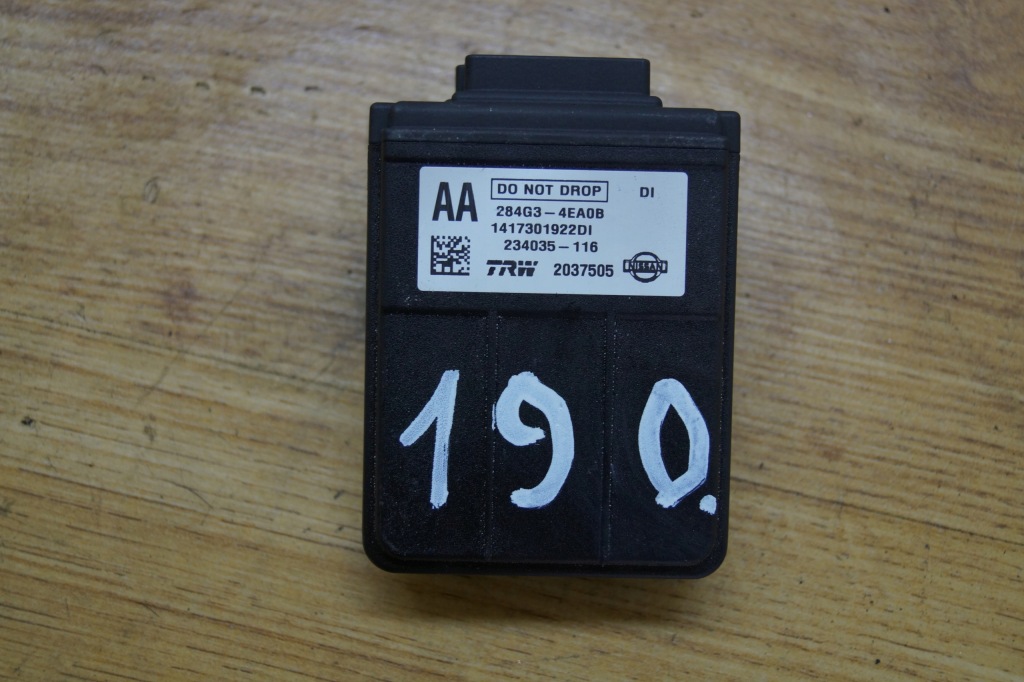 AA DO NOT DROP DI
284G3-4EA0B
1417301922DI
234035-116
TRW 2037505 NISSAN
190.